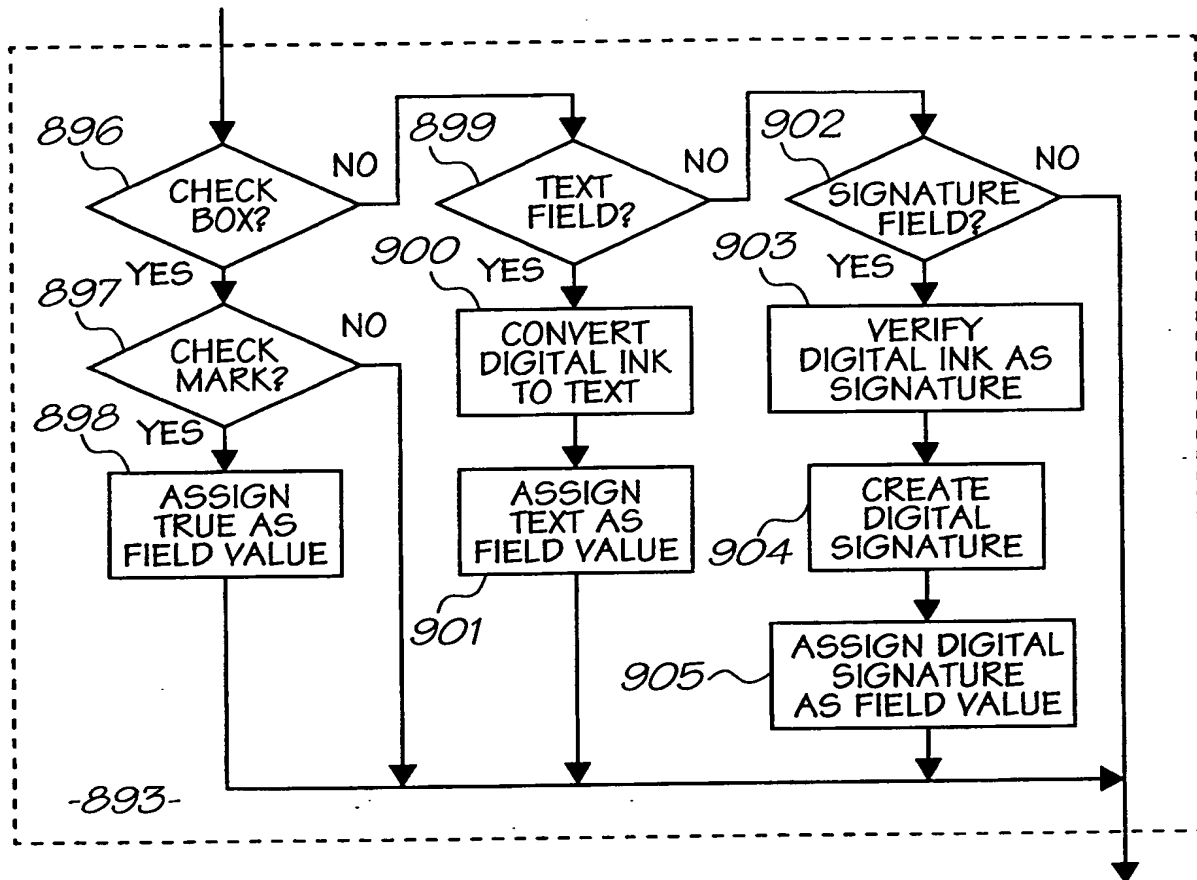 896
CHECK
BOX?
NO
YES
897
CHECK
MARK?
NO
898
YES
ASSIGN
TRUE AS
FIELD VALUE
899
TEXT
FIELD?
NO
900
YES
CONVERT
DIGITAL INK
TO TEXT
ASSIGN
TEXT AS
FIELD VALUE
901
902
SIGNATURE
FIELD?
NO
903
YES
VERIFY
DIGITAL INK AS
SIGNATURE
CREATE
DIGITAL
SIGNATURE
904
905
ASSIGN DIGITAL
SIGNATURE
AS FIELD VALUE
-893-